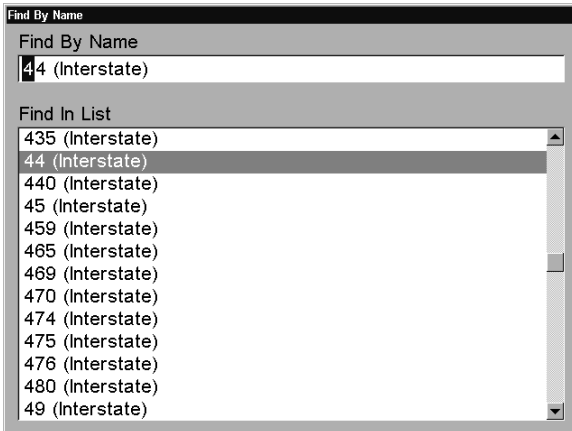 Find By Name
Find By Name
44 (Interstate)
Find In List
435 (Interstate)
44 (Interstate)
440 (Interstate)
45 (Interstate)
459 (Interstate)
465 (Interstate)
469 (Interstate)
470 (Interstate)
474 (Interstate)
475 (Interstate)
476 (Interstate)
480 (Interstate)
49 (Interstate)